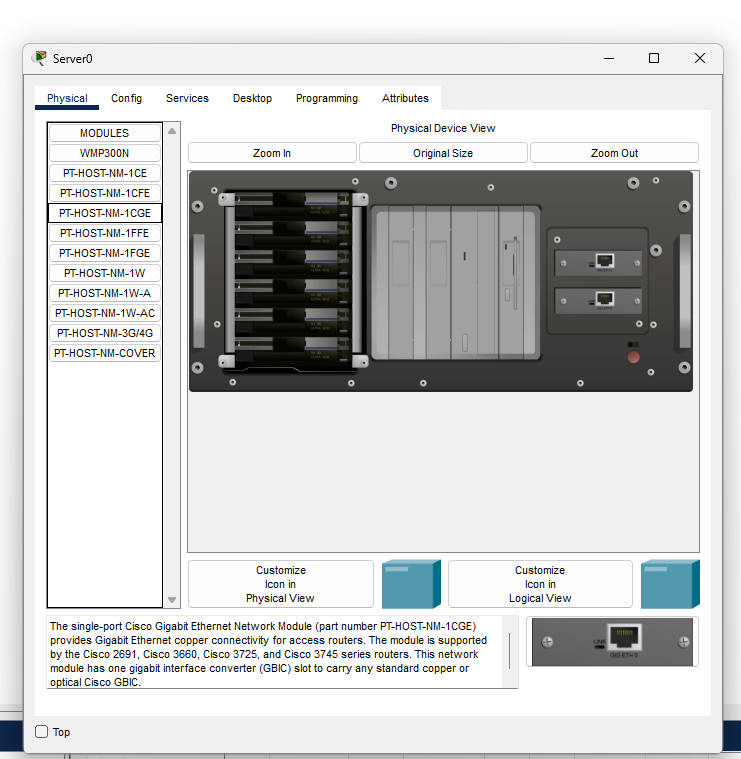 Server0
Physical Config Services Desktop Programming Attributes
MODULES
WMP300N
PT-HOST-NM-1CE
PT-HOST-NM-1CFE
PT-HOST-NM-1CGE
PT-HOST-NM-1FFE
PT-HOST-NM-1FGE
PT-HOST-NM-1W
PT-HOST-NM-1W-A
PT-HOST-NM-1W-AC
PT-HOST-NM-3G/4G
PT-HOST-NM-COVER
Physical Device View
Zoom In Original Size Zoom Out
Customize
Icon in
Physical View
Customize
Icon in
Logical View
The single-port Cisco Gigabit Ethernet Network Module (part number PT-HOST-NM-1CGE)
provides Gigabit Ethernet copper connectivity for access routers. The module is supported
by the Cisco 2691, Cisco 3660, Cisco 3725, and Cisco 3745 series routers. This network
module has one gigabit interface converter (GBIC) slot to carry any standard copper or
optical Cisco GBIC.
LINK
GIG ETH 0
Top